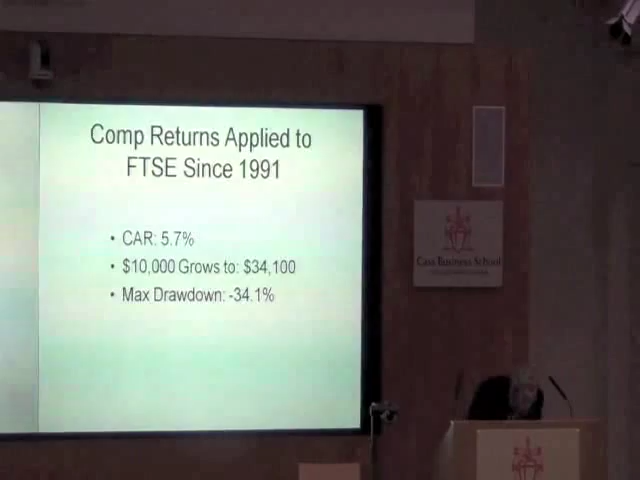 Comp Returns Applied to
FTSE Since 1991
• CAR: 5.7%
• $10,000 Grows to: $34,100
• Max Drawdown: -34.1%
Cass Business School